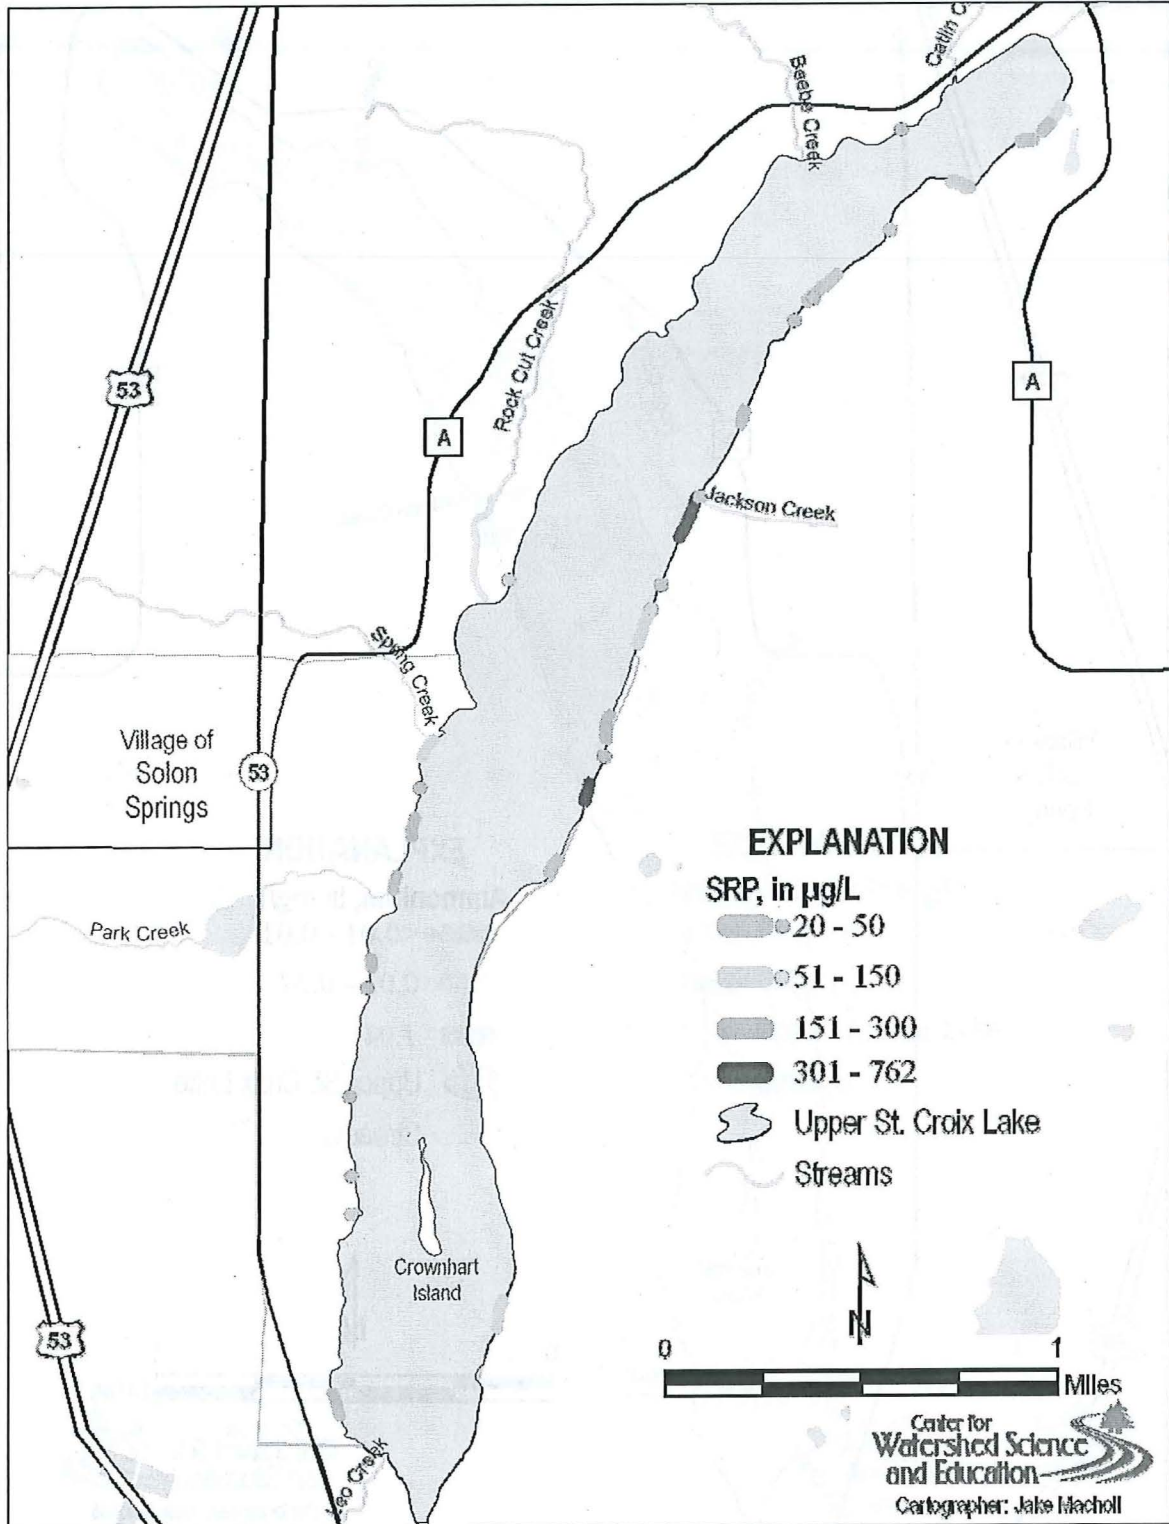 Catlin
Beebe Creek
53
Rock Cut Creek
A
A
Jackson Creek
Spring Creek
Village of
Solon
Springs
53
EXPLANATION
SRP, in µg/L
20 - 50
51 - 150
151 - 300
301 - 762
Upper St. Croix Lake
Streams
Park Creek
Crownhart
Island
53
N
0 1
Miles
Leo Creek
Center for
Watershed Science
and Education
Cartographer: Jake Macholl